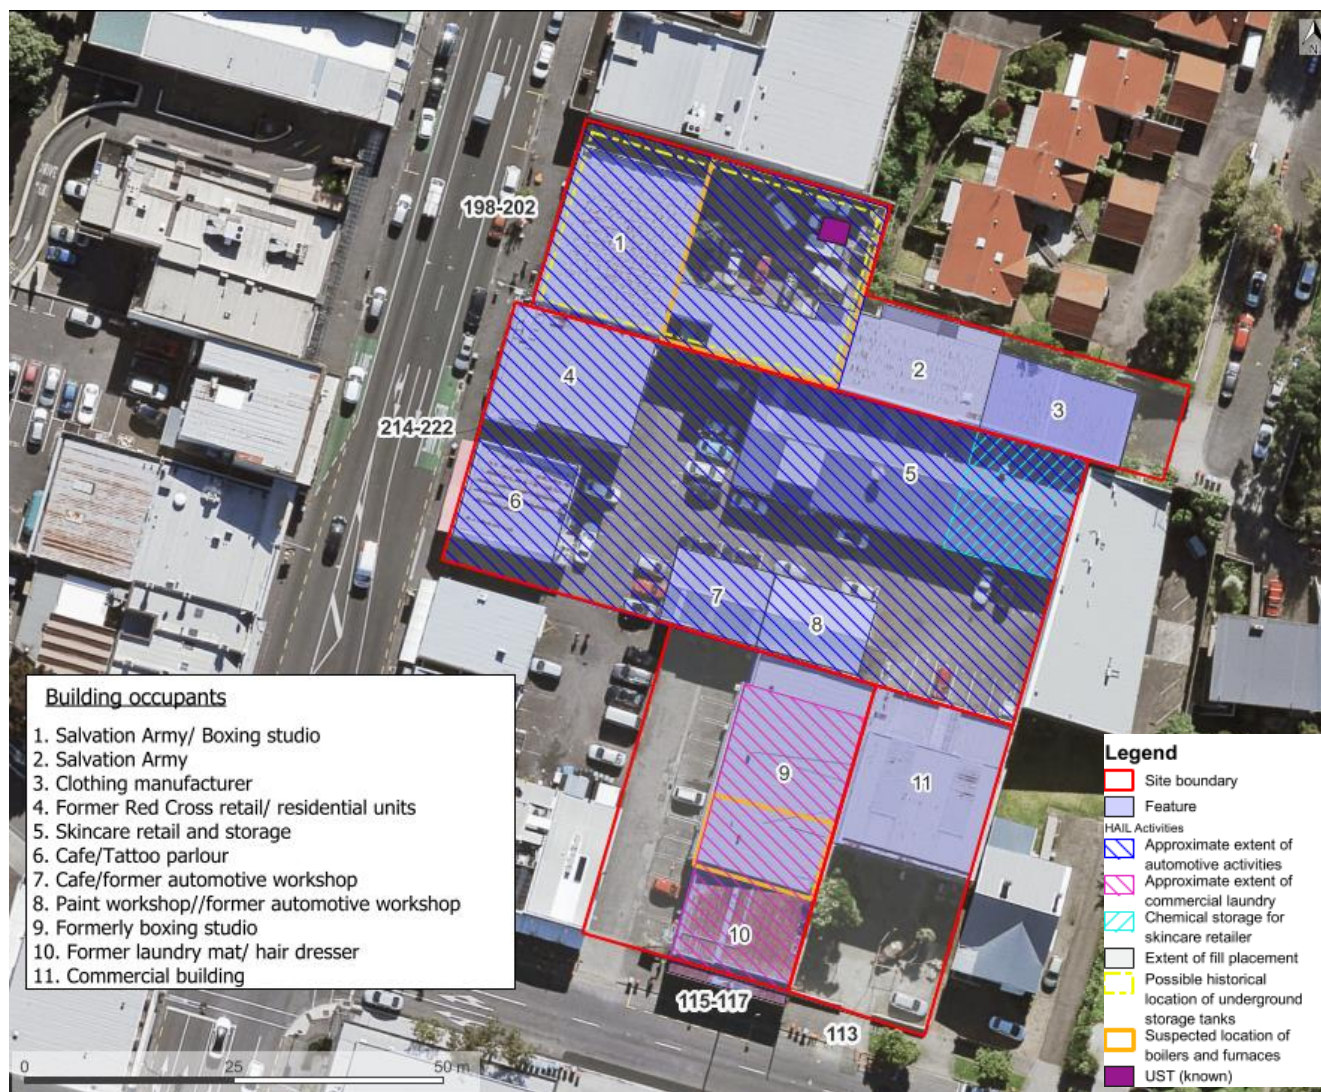 N
198-202
1
2
3
4
214-222
5
6
7
8
9
11
10
115-117
113
Building occupants
1. Salvation Army/ Boxing studio
2. Salvation Army
3. Clothing manufacturer
4. Former Red Cross retail/ residential units
5. Skincare retail and storage
6. Cafe/Tattoo parlour
7. Cafe/former automotive workshop
8. Paint workshop//former automotive workshop
9. Formerly boxing studio
10. Former laundry mat/ hair dresser
11. Commercial building
0 25 50 m
Legend
Site boundary
Feature
HAIL Activities
Approximate extent of
automotive activities
Approximate extent of
commercial laundry
Chemical storage for
skincare retailer
Extent of fill placement
Possible historical
location of underground
storage tanks
Suspected location of
boilers and furnaces
UST (known)